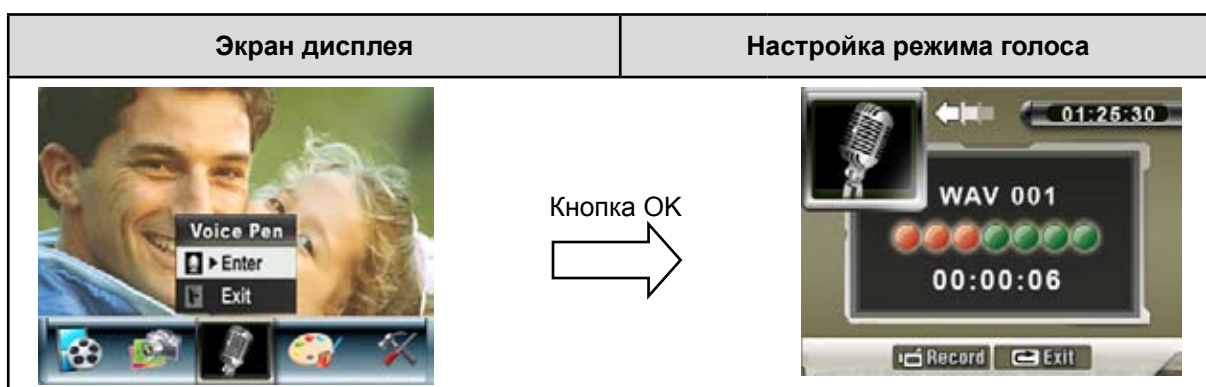 Экран дисплея
Настройка режима голоса
Voice Pen
Enter
Exit
Кнопка OK
01:25:30
WAV 001
00:00:06
Record Exit